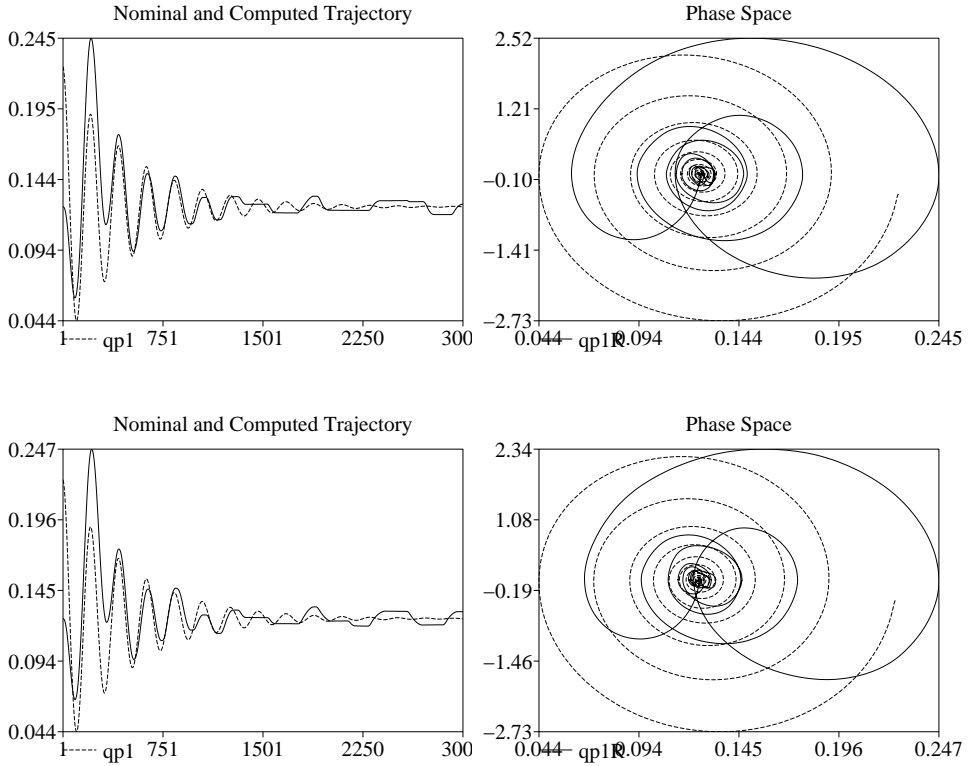 Nominal and Computed Trajectory
0.245
0.195
0.144
0.094
0.044
1 751 1501 2250 300
qp1
Phase Space
2.52
1.21
−0.10
−1.41
−2.73
0.044 0.094 0.144 0.195 0.245
qp1R
Nominal and Computed Trajectory
0.247
0.196
0.145
0.094
0.044
1 751 1501 2250 300
qp1
Phase Space
2.34
1.08
−0.19
−1.46
−2.73
0.044 0.094 0.145 0.196 0.247
qp1R